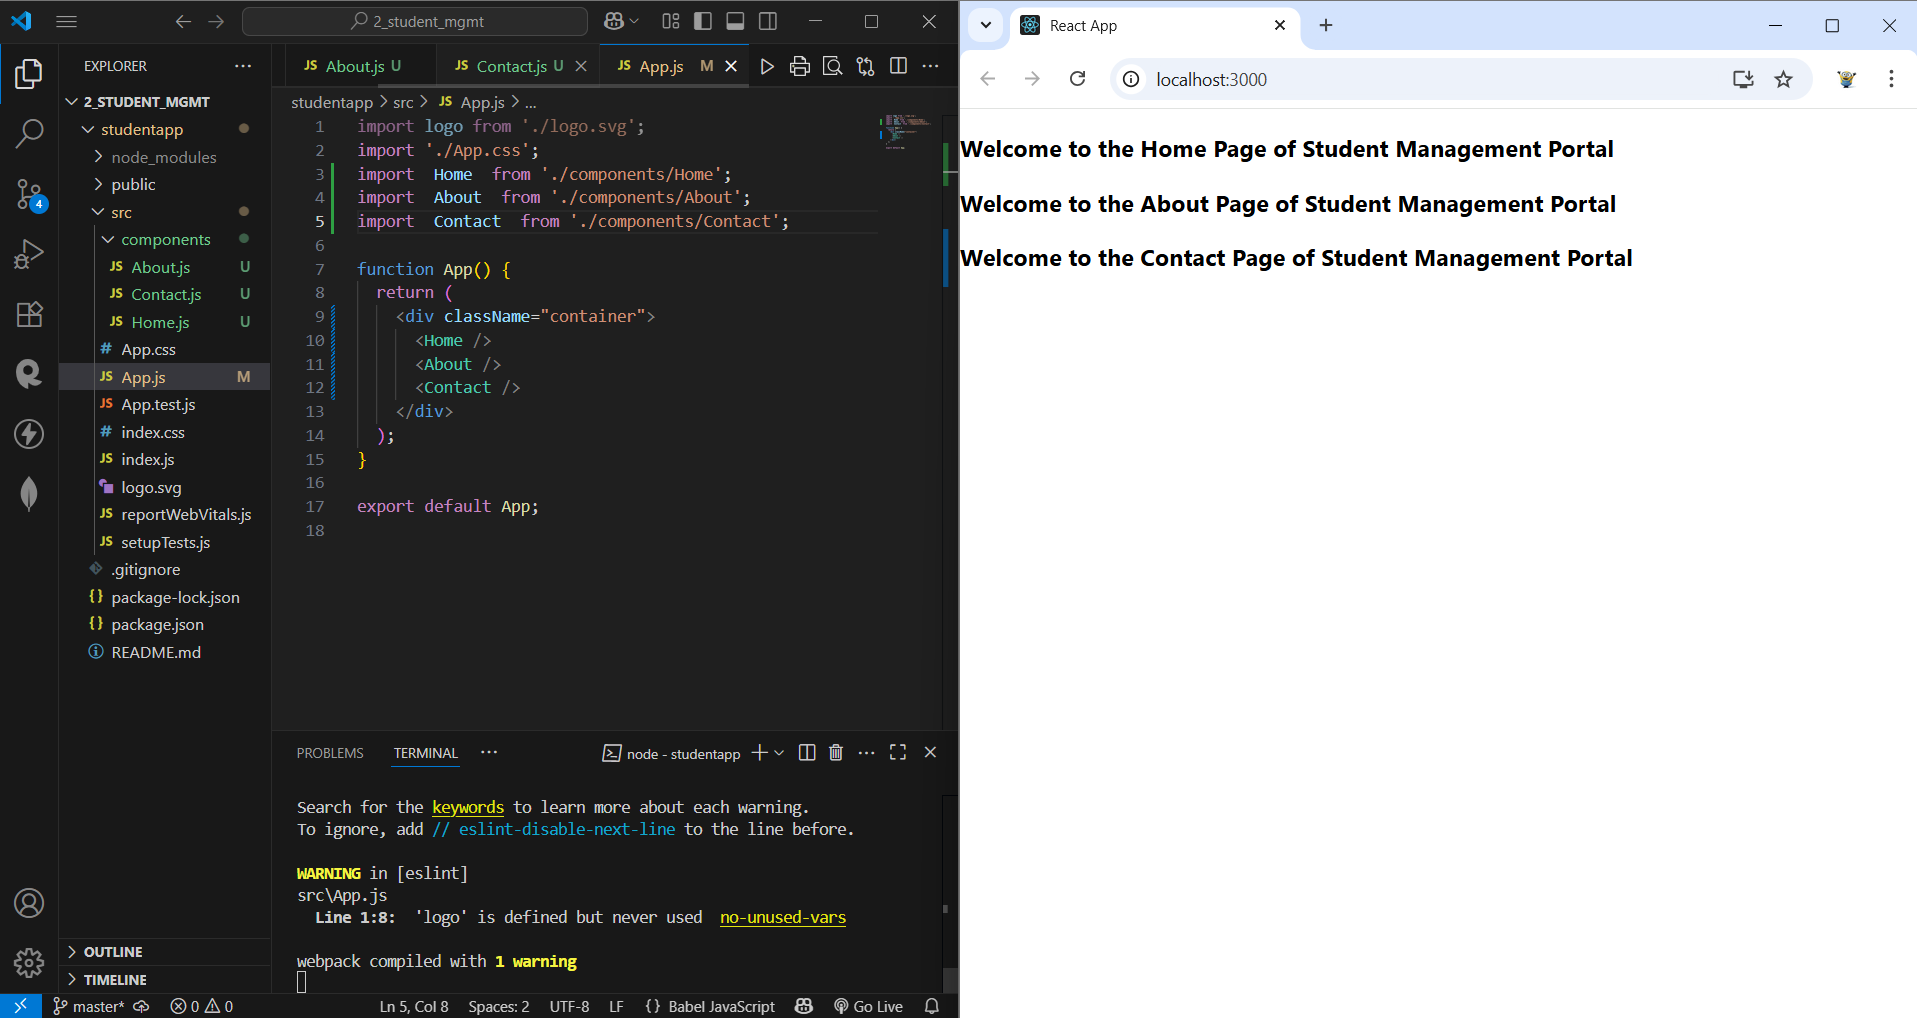 2_student_mgmt
EXPLORER
2_STUDENT_MGMT
studentapp
node_modules
public
src
components
JS About.js U
JS Contact.js U
JS Home.js U
# App.css
JS App.js M
JS App.test.js
# index.css
JS index.js
logo.svg
JS reportWebVitals.js
JS setupTests.js
.gitignore
{} package-lock.json
{} package.json
README.md
OUTLINE
TIMELINE
4
JS About.js U
JS Contact.js U
JS App.js M
studentapp > src > JS App.js > ...
1 import logo from './logo.svg';
2 import './App.css';
3 import Home from './components/Home';
4 import About from './components/About';
5 import Contact from './components/Contact';
6
7 function App() {
8 return (
9 <div className="container">
10 <Home />
11 <About />
12 <Contact />
13 </div>
14 );
15 }
16
17 export default App;
18
PROBLEMS TERMINAL ... node - studentapp
Search for the keywords to learn more about each warning.
To ignore, add // eslint-disable-next-line to the line before.
WARNING in [eslint]
src\App.js
Line 1:8: 'logo' is defined but never used no-unused-vars
webpack compiled with 1 warning
master* 0 0 Ln 5, Col 8 Spaces: 2 UTF-8 LF {} Babel JavaScript Go Live
React App
localhost:3000
Welcome to the Home Page of Student Management Portal
Welcome to the About Page of Student Management Portal
Welcome to the Contact Page of Student Management Portal